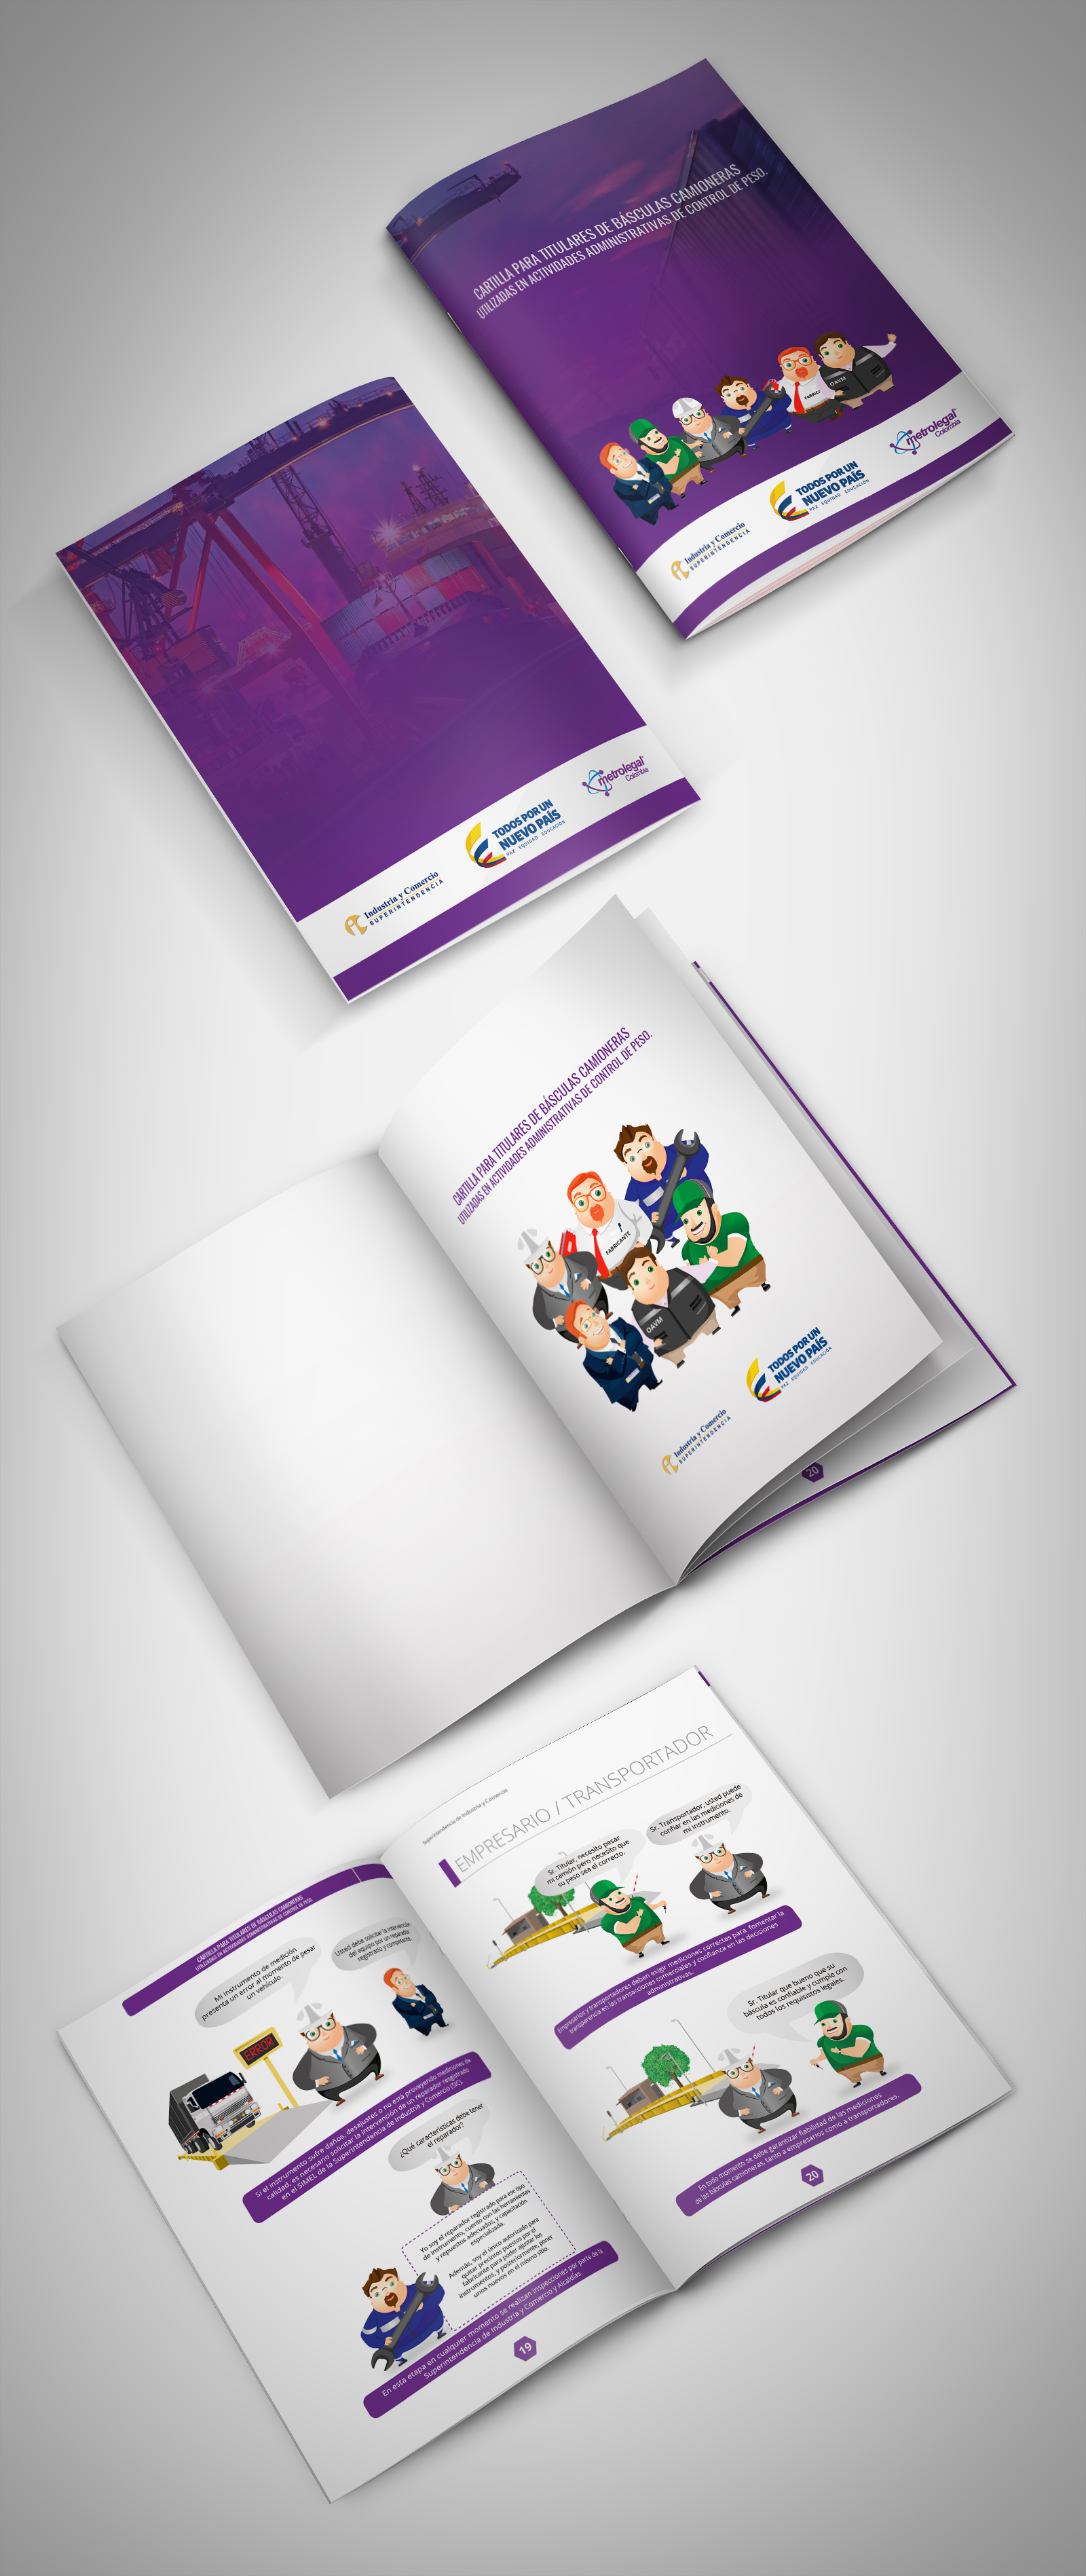 CARTILLA PARA TITULARES DE BÁSCULAS CAMIONERAS
UTILIZADAS EN ACTIVIDADES ADMINISTRATIVAS DE CONTROL DE PESO.
FABRICA
OAVM
Industria y Comercio
SUPERINTENDENCIA
TODOS POR UN
NUEVO PAÍS
PAZ EQUIDAD EDUCACIÓN
metrolegal
Colombia
Industria y Comercio
SUPERINTENDENCIA
TODOS POR UN
NUEVO PAÍS
PAZ EQUIDAD EDUCACIÓN
metrolegal
Colombia
CARTILLA PARA TITULARES DE BÁSCULAS CAMIONERAS
UTILIZADAS EN ACTIVIDADES ADMINISTRATIVAS DE CONTROL DE PESO.
FABRICANTE
OAVM
Industria y Comercio
SUPERINTENDENCIA
TODOS POR UN
NUEVO PAÍS
PAZ EQUIDAD EDUCACIÓN
20
CARTILLA PARA TITULARES DE BÁSCULAS CAMIONERAS
UTILIZADAS EN ACTIVIDADES ADMINISTRATIVAS DE CONTROL DE PESO.
Mi instrumento de medición
presenta un error al momento de pesar
un vehículo.
Usted debe solicitar la intervención
del equipo por un reparador
registrado y competente.
ERROR
Si el instrumento sufre daños, desajustes o no está proveyendo mediciones de
calidad, es necesario solicitar la intervención de un reparador resgistrado
en el SIMEL de la Superintendencia de Industria y Comercio (SIC).
¿Qué características debe tener
el reparador?
Yo soy el reparador registrado para ese tipo
de instrumento, cuento con las herramientas
y repuestos adecuados, y capacitación
especializada.
Además, soy el único autorizado para
quitar precintos puestos por el
fabricante para poder ajustar los
instrumentos, y posteriormente, poner
unos nuevos en el mismo sitio.
En esta etapa en cualquier momento se realizan inspecciones por parte de la
Superintendencia de Industria y Comercio y Alcaldías.
19
Superintendencia de Industria y Comercio
EMPRESARIO / TRANSPORTADOR
Sr. Titular, necesito pesar
mi camión pero necesito que
su peso sea el correcto.
Sr. Transportador, usted puede
confiar en las mediciones de
mi instrumento.
Empresarios y transportadores deben exigir mediciones correctas para fomentar la
transparencia en las transacciones comerciales y confianza en las decisiones
administrativas.
Sr. Titular que bueno que su
báscula es confiable y cumple con
todos los requisistos legales.
En todo momento se debe garantizar fiabilidad de las mediciones
de las básculas camioneras, tanto a empresarios como a transportadores.
20